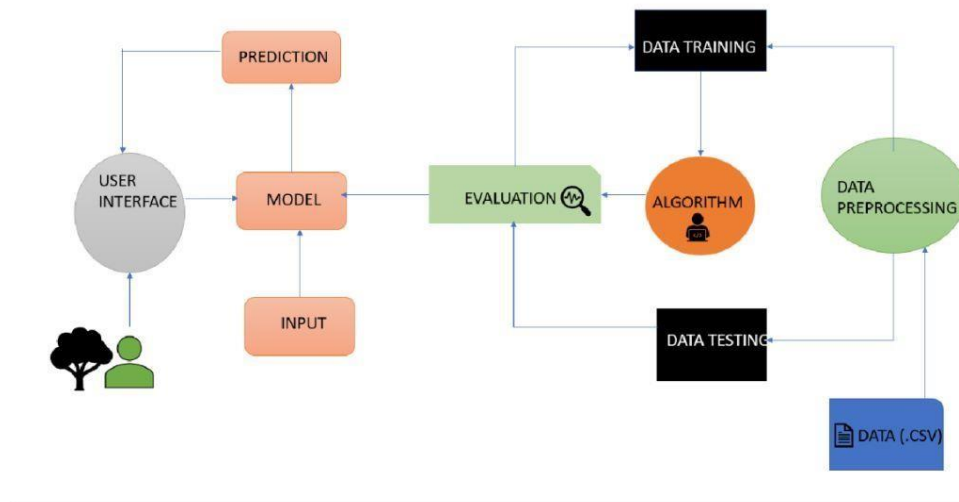 PREDICTION
DATA TRAINING
USER
INTERFACE
MODEL
EVALUATION
ALGORITHM
DATA
PREPROCESSING
INPUT
DATA TESTING
DATA (.CSV)